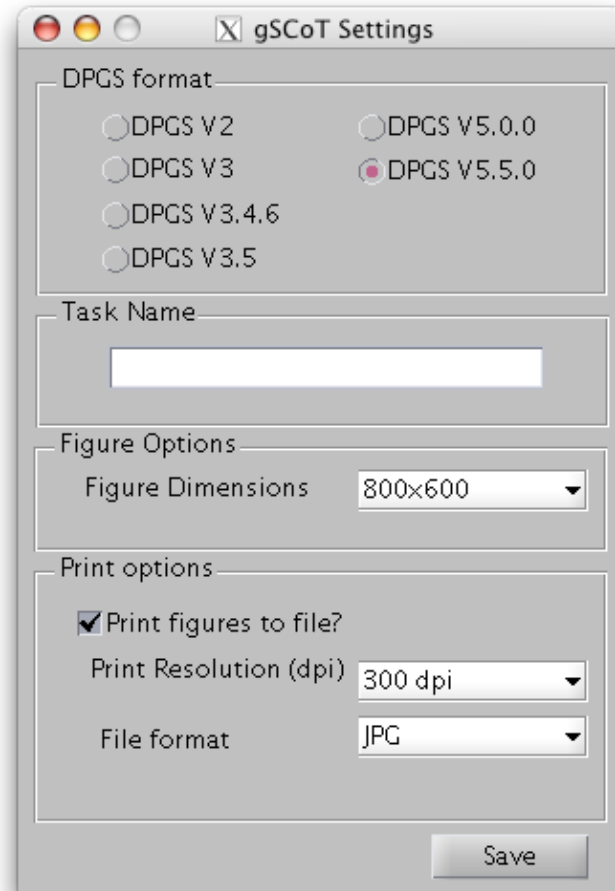 gSCoT Settings
DPGS format
DPGS V2
DPGS V5.0.0
DPGS V3
DPGS V5.5.0
DPGS V3.4.6
DPGS V3.5
Task Name
Figure Options
Figure Dimensions
800x600
Print options
Print figures to file?
Print Resolution (dpi)
300 dpi
File format
JPG
Save